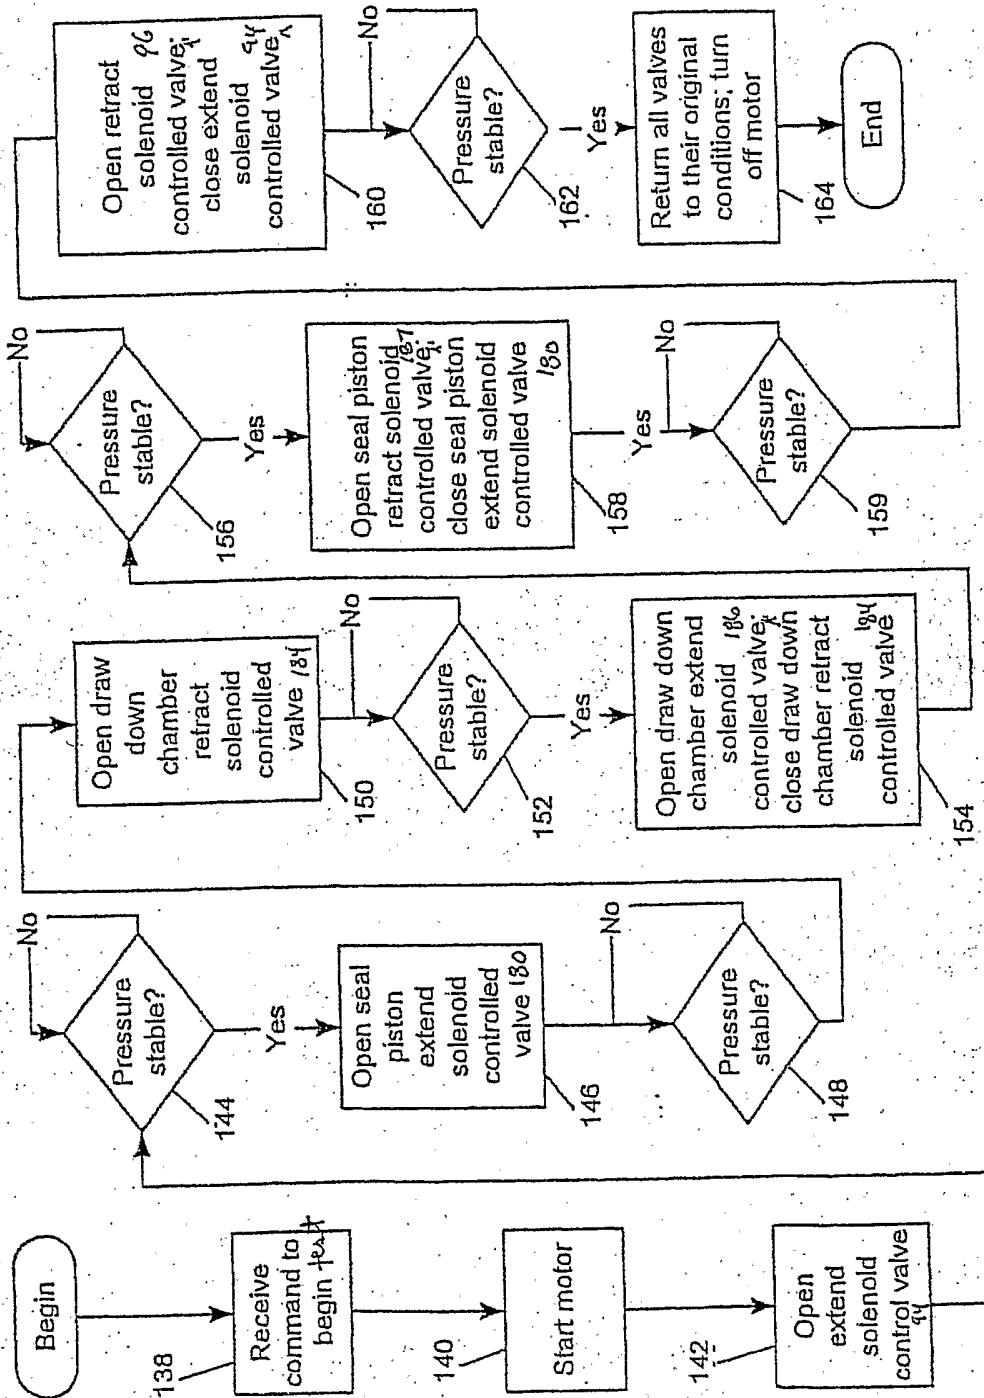 Begin
Receive
command to
begin test
138
Start motor
140
Open
extend
solenoid
control valve
94
142
Pressure
stable?
No
144
Yes
Open seal
piston
extend
solenoid
controlled
valve 180
146
No
Pressure
stable?
148
Open draw
down
chamber
retract
solenoid
controlled
valve 184
150
No
Pressure
stable?
152
Yes
Open draw down
chamber extend
solenoid 186
controlled valve;
close draw down
chamber retract
solenoid 184
controlled valve
154
No
Pressure
stable?
156
Yes
Open seal piston
retract solenoid
controlled valve;
close seal piston
extend solenoid
controlled valve
180
158
Yes
No
Pressure
stable?
159
Open retract
solenoid 96
controlled valve;
close extend
solenoid 94
controlled valve
160
No
Pressure
stable?
162
Yes
Return all valves
to their original
conditions; turn
off motor
164
End